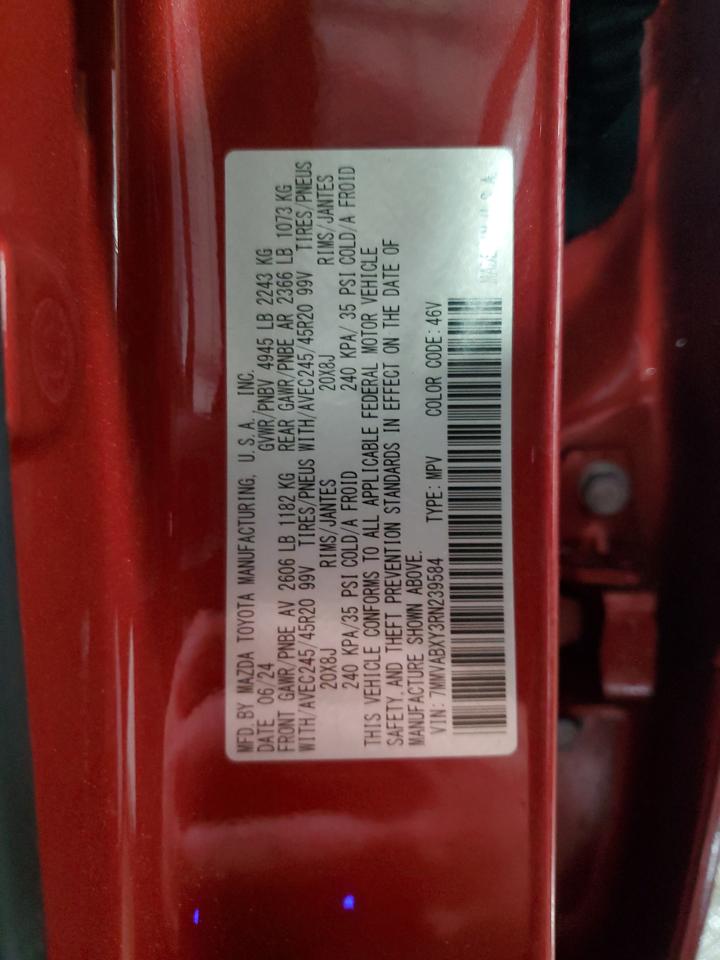 MFD. BY MAZDA TOYOTA MANUFACTURING, U.S.A., INC.
DATE 06/24 GVWR/PNBV 4945 LB 2243 KG
FRONT GAWR/PNBE AV 2606 LB 1182 KG REAR GAWR/PNBE AR 2366 LB 1073 KG
WITH/AVEC245/45R20 99V TIRES/PNEUS WITH/AVEC245/45R20 99V TIRES/PNEUS
20X8J RIMS/JANTES 20X8J RIMS/JANTES
240 KPA/35 PSI COLD/A FROID 240 KPA/ 35 PSI COLD/A FROID
THIS VEHICLE CONFORMS TO ALL APPLICABLE FEDERAL MOTOR VEHICLE
SAFETY, AND THEFT PREVENTION STANDARDS IN EFFECT ON THE DATE OF
MANUFACTURE SHOWN ABOVE.
VIN: 7MMVABXY3RN239584 TYPE: MPV COLOR CODE: 46V
MADE IN U.S.A.